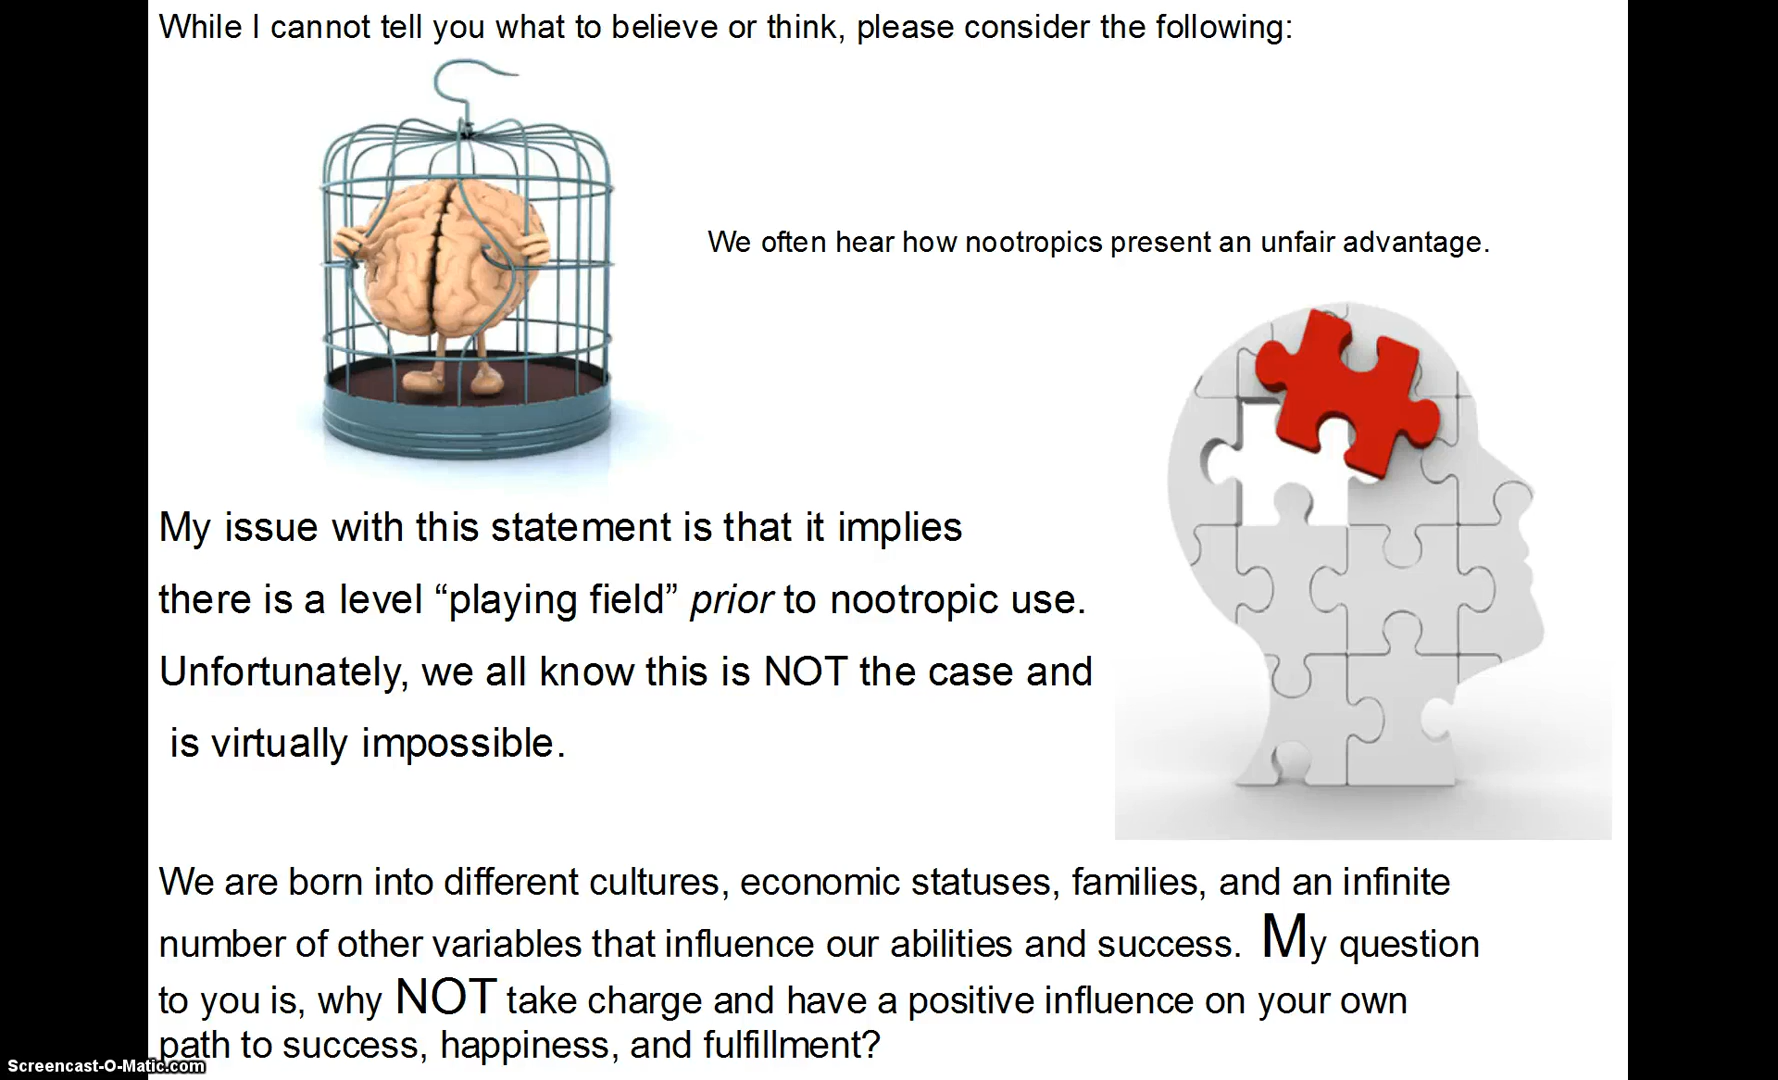 While I cannot tell you what to believe or think, please consider the following:
We often hear how nootropics present an unfair advantage.
My issue with this statement is that it implies
there is a level “playing field” prior to nootropic use.
Unfortunately, we all know this is NOT the case and
is virtually impossible.
We are born into different cultures, economic statuses, families, and an infinite
number of other variables that influence our abilities and success. My question
to you is, why NOT take charge and have a positive influence on your own
path to success, happiness, and fulfillment?
Screencast-O-Matic.com